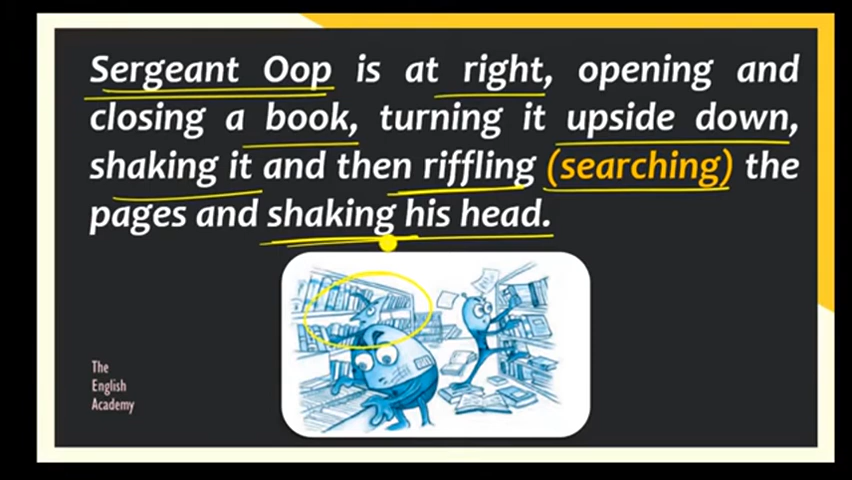 Sergeant Oop is at right, opening and
closing a book, turning it upside down,
shaking it and then riffling (searching) the
pages and shaking his head.
The
English
Academy